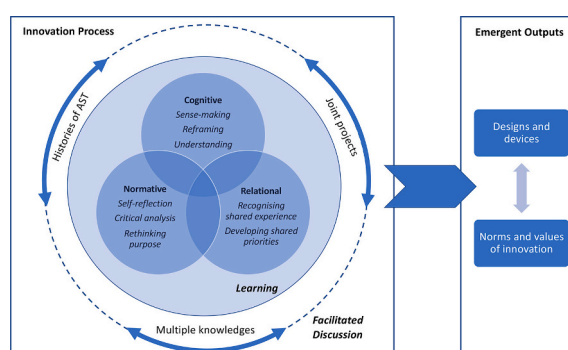 Innovation Process
Histories of AST
Joint projects
Cognitive
Sense-making
Reframing
Understanding
Normative
Self-reflection
Critical analysis
Rethinking
purpose
Relational
Recognising
shared experience
Developing shared
priorities
Learning
Multiple knowledges
Facilitated
Discussion
Emergent Outputs
Designs and
devices
Norms and values
of innovation